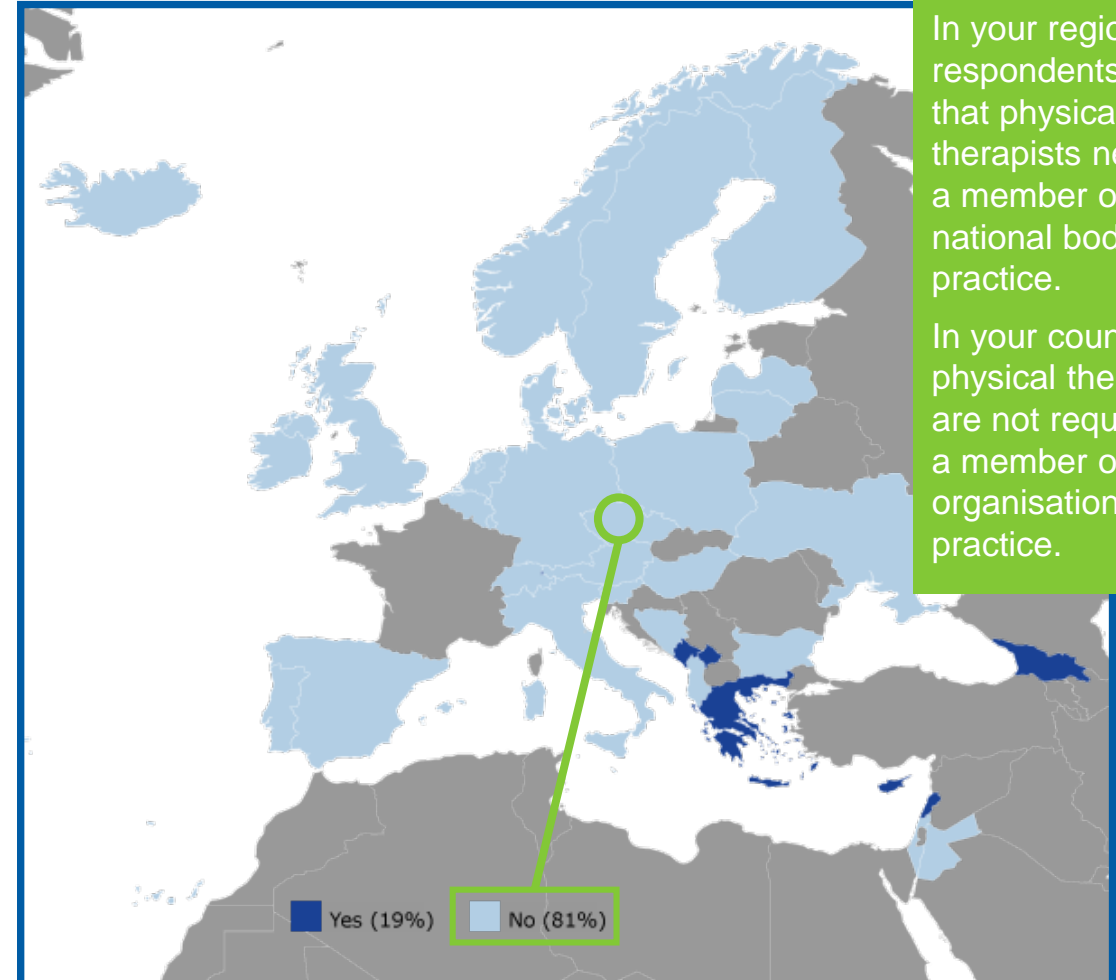 In your regio
respondents
that physica
therapists ne
a member o
national bod
practice.
In your coun
physical the
are not requ
a member o
organisation
practice.
Yes (19%)
No (81%)